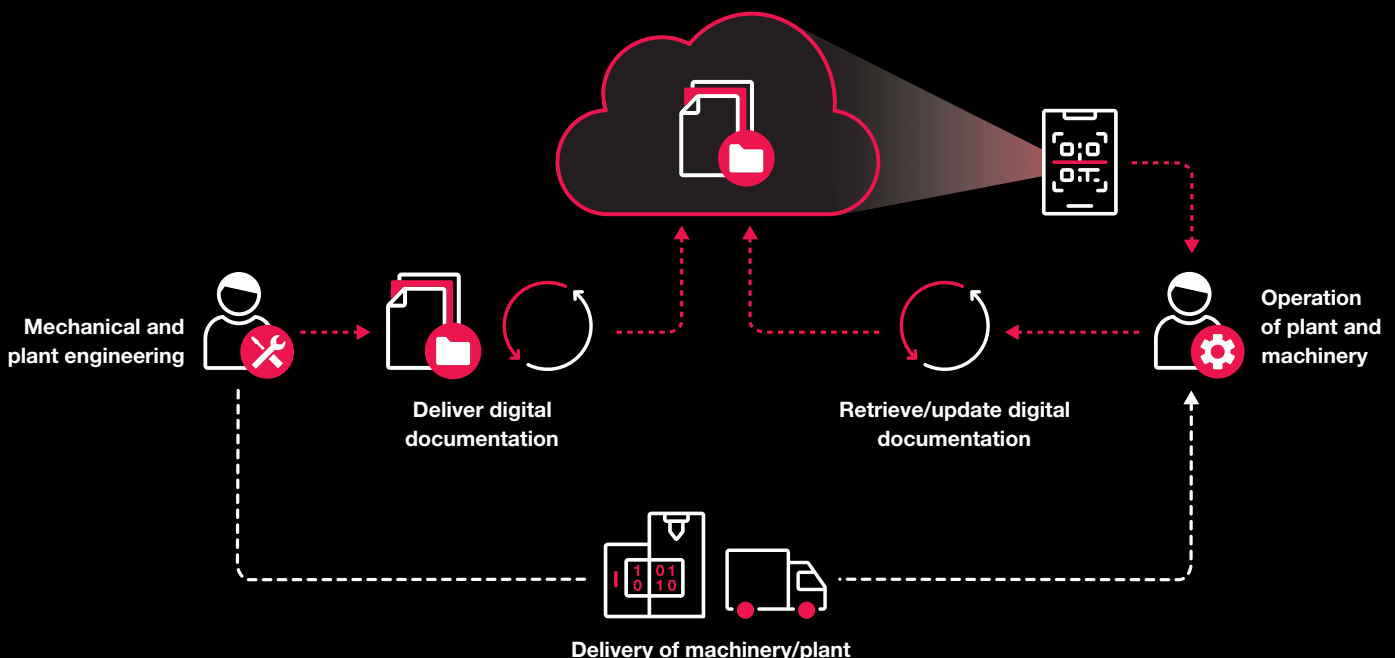 Mechanical and
plant engineering
Deliver digital
documentation
Retrieve/update digital
documentation
Operation
of plant and
machinery
1 01
0 10
Delivery of machinery/plant